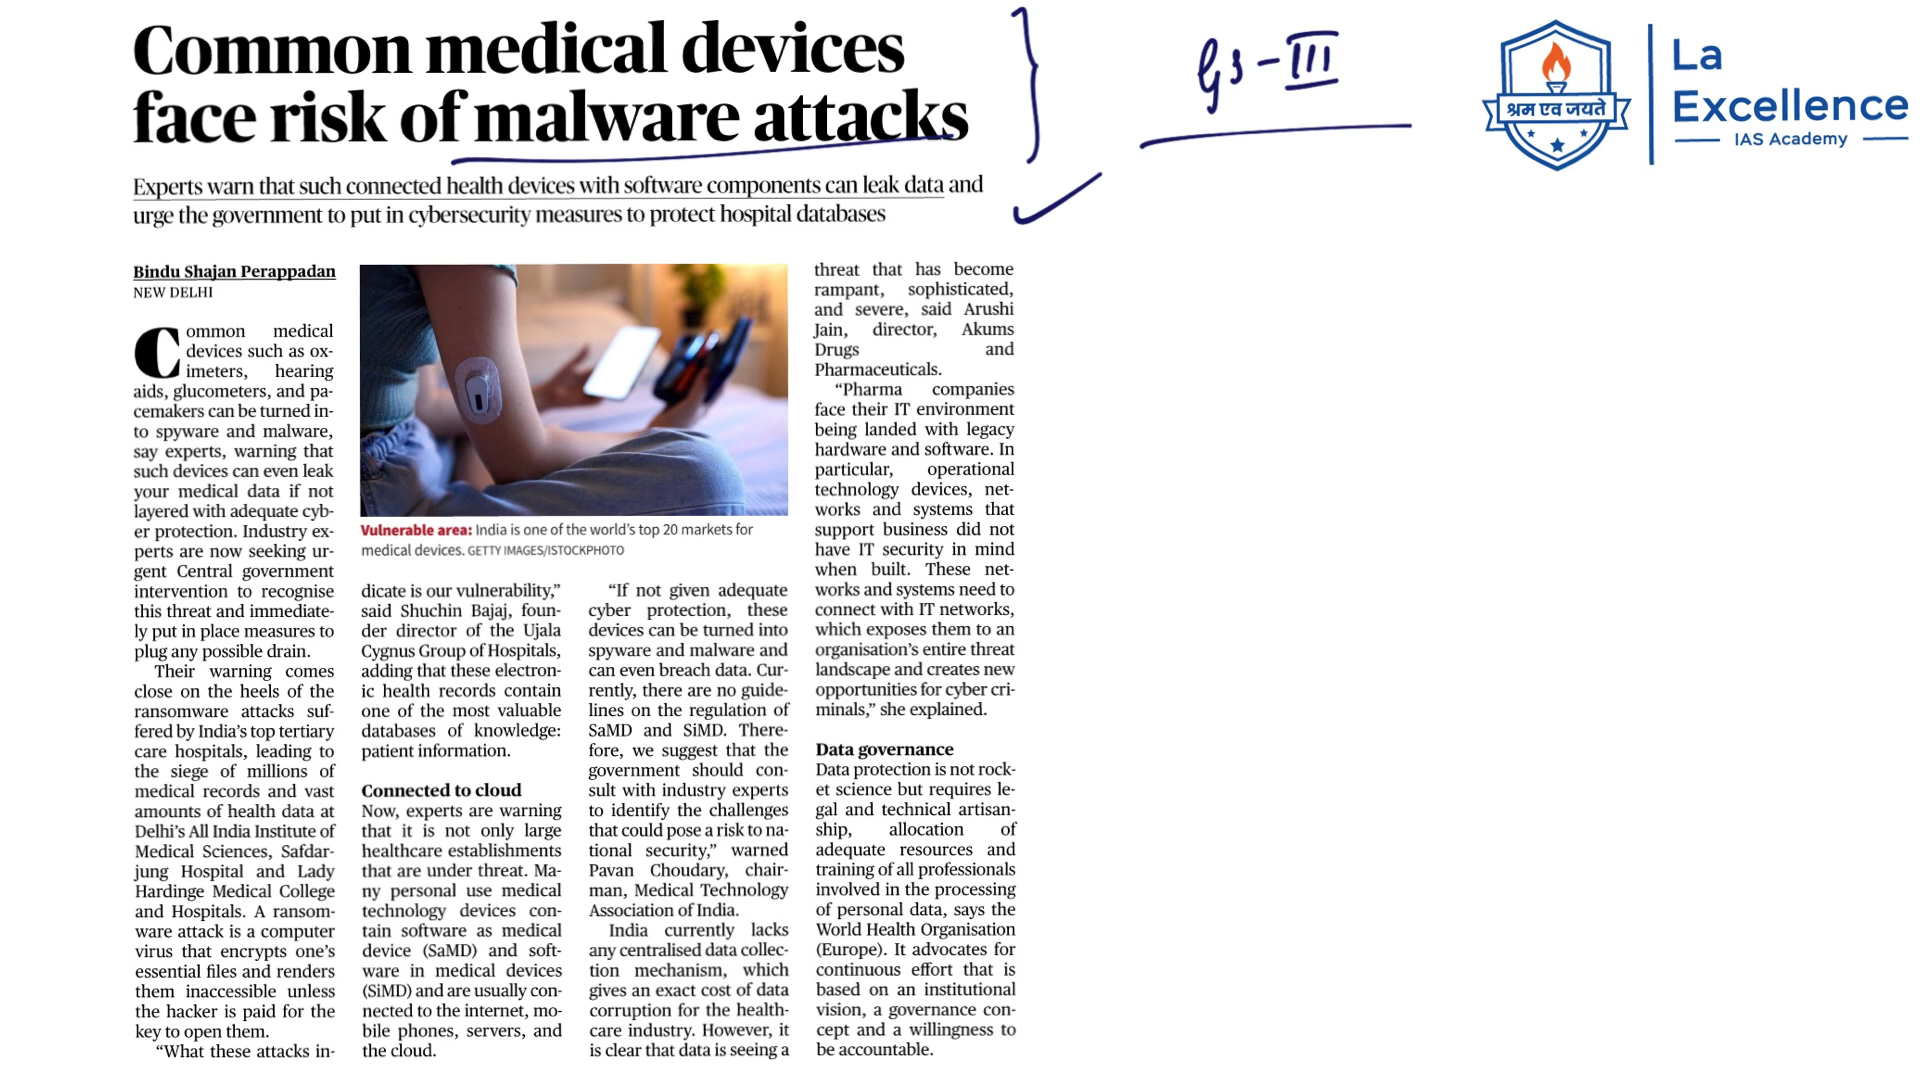 Common medical devices
face risk of malware attacks
Experts warn that such connected health devices with software components can leak data and
urge the government to put in cybersecurity measures to protect hospital databases
GS-III
श्रम एव जयते
La
Excellence
IAS Academy
Bindu Shajan Perappadan
NEW DELHI
Common medical
devices such as ox-
imeters, hearing
aids, glucometers, and pa-
cemakers can be turned in-
to spyware and malware,
say experts, warning that
such devices can even leak
your medical data if not
layered with adequate cyb-
er protection. Industry ex-
perts are now seeking ur-
gent Central government
intervention to recognise
this threat and immediate-
ly put in place measures to
plug any possible drain.
Their warning comes
close on the heels of the
ransomware attacks suf-
fered by India's top tertiary
care hospitals, leading to
the siege of millions of
medical records and vast
amounts of health data at
Delhi's All India Institute of
Medical Sciences, Safdar-
jung Hospital and Lady
Hardinge Medical College
and Hospitals. A ransom-
ware attack is a computer
virus that encrypts one's
essential files and renders
them inaccessible unless
the hacker is paid for the
key to open them.
“What these attacks in-
Vulnerable area: India is one of the world's top 20 markets for
medical devices. GETTY IMAGES/ISTOCKPHOTO
dicate is our vulnerability,”
said Shuchin Bajaj, foun-
der director of the Ujala
Cygnus Group of Hospitals,
adding that these electron-
ic health records contain
one of the most valuable
databases of knowledge:
patient information.
Connected to cloud
Now, experts are warning
that it is not only large
healthcare establishments
that are under threat. Ma-
ny personal use medical
technology devices con-
tain software as medical
device (SaMD) and soft-
ware in medical devices
(SiMD) and are usually con-
nected to the internet, mo-
bile phones, servers, and
the cloud.
“If not given adequate
cyber protection, these
devices can be turned into
spyware and malware and
can even breach data. Cur-
rently, there are no guide-
lines on the regulation of
SaMD and SiMD. There-
fore, we suggest that the
government should con-
sult with industry experts
to identify the challenges
that could pose a risk to na-
tional security,” warned
Pavan Choudary, chair-
man, Medical Technology
Association of India.
India currently lacks
any centralised data collec-
tion mechanism, which
gives an exact cost of data
corruption for the health-
care industry. However, it
is clear that data is seeing a
threat that has become
rampant, sophisticated,
and severe, said Arushi
Jain, director, Akums
Drugs and
Pharmaceuticals.
“Pharma companies
face their IT environment
being landed with legacy
hardware and software. In
particular, operational
technology devices, net-
works and systems that
support business did not
have IT security in mind
when built. These net-
works and systems need to
connect with IT networks,
which exposes them to an
organisation's entire threat
landscape and creates new
opportunities for cyber cri-
minals,” she explained.
Data governance
Data protection is not rock-
et science but requires le-
gal and technical artisan-
ship, allocation of
adequate resources and
training of all professionals
involved in the processing
of personal data, says the
World Health Organisation
(Europe). It advocates for
continuous effort that is
based on an institutional
vision, a governance con-
cept and a willingness to
be accountable.